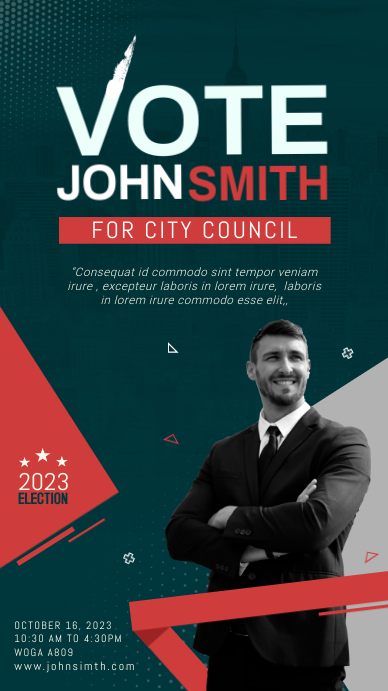 VOTE
JOHN SMITH
FOR CITY COUNCIL
"Consequat id commodo sint tempor veniam
irure , excepteur laboris in lorem irure, laboris
in lorem irure commodo esse elit,,
2023
ELECTION
OCTOBER 16, 2023
10:30 AM TO 4:30PM
WOGA A809
www.johnsimth.com